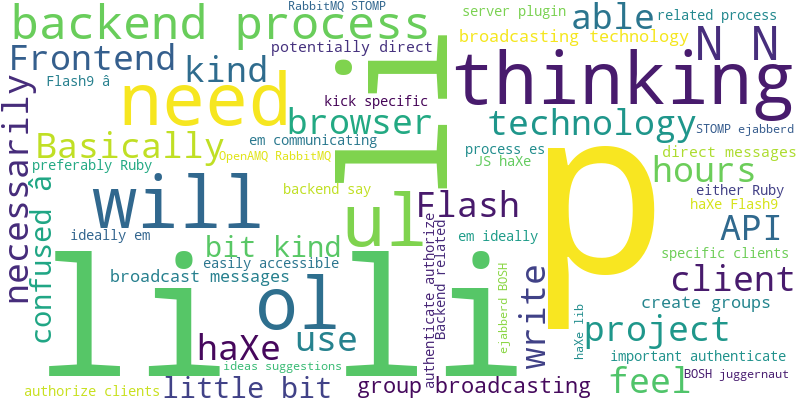 RabbitMQ STOMP
server plugin
able
related process
backend process
potentially direct
broadcasting technology
N N
Frontend
kind
thinking
Flash9 â
need
kick specific
li
browser
technology
STOMP ejabberd
necessarily
Basically
em communicating
OpenAMQ RabbitMQ
process es
JS haXe
direct messages
hours
preferably Ruby
will
backend say
ul
Flash
p
either Ruby
haXe Flash9
API
confused â
ideally em
bit kind
em ideally
specific clients
easily accessible
broadcast messages
li
ol
li
authenticate authorize
Backend related
ejabberd BOSH
write
client
create groups
haXe
use
haXe lib
project
important authenticate
ideas suggestions
feel
BOSH juggernaut
authorize clients
little bit
group broadcasting